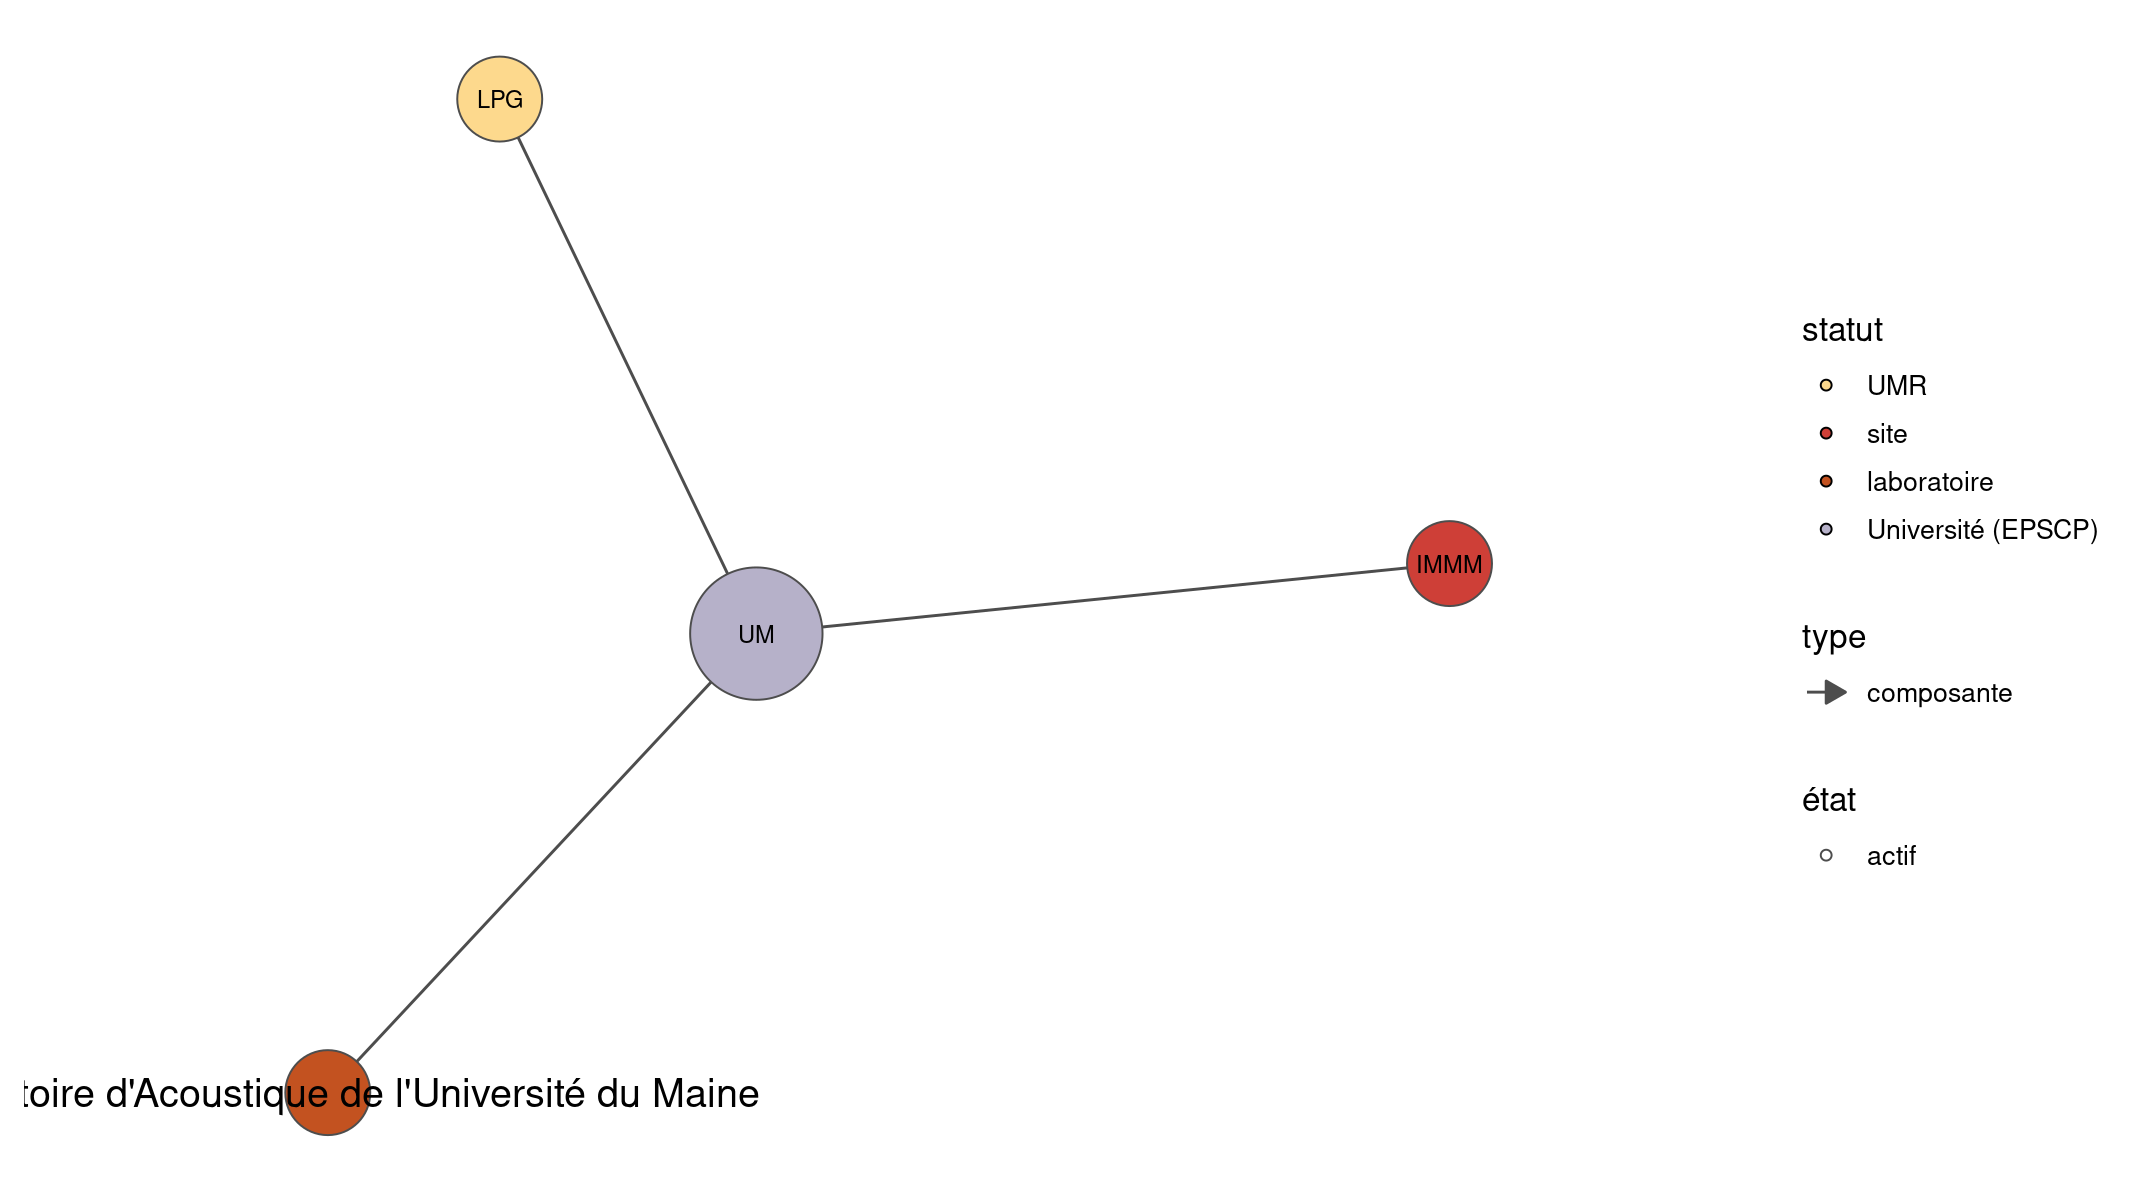 LPG
statut
UMR
site
laboratoire
Université (EPSCP)
IMMM
UM
type
composante
état
actif
toire d'Acoustique de l'Université du Maine